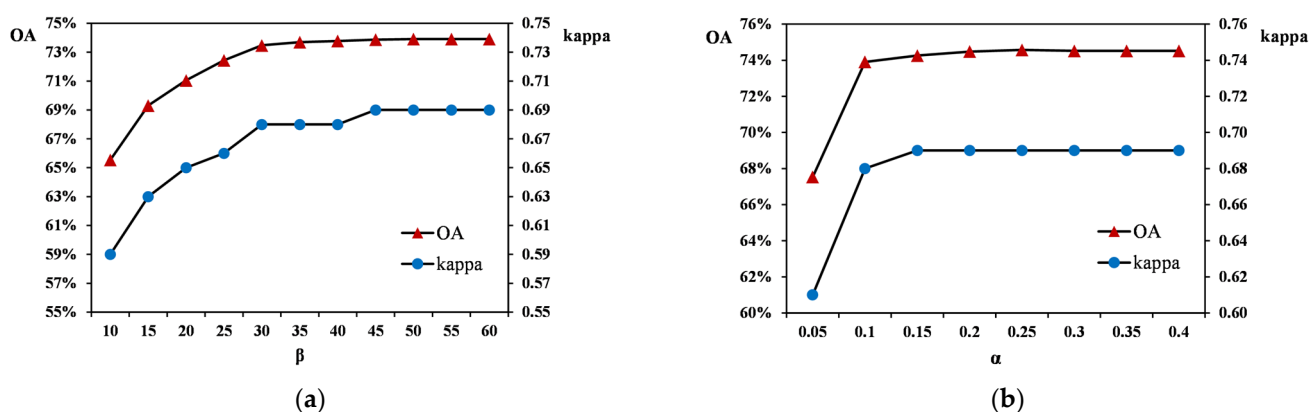 OA
kappa
75%
73%
71%
69%
67%
65%
63%
61%
59%
57%
55%
0.75
0.73
0.71
0.69
0.67
0.65
0.63
0.61
0.59
0.57
0.55
OA
kappa
10 15 20 25 30 35 40 45 50 55 60
β
(a)
OA
kappa
76%
74%
72%
70%
68%
66%
64%
62%
60%
0.76
0.74
0.72
0.70
0.68
0.66
0.64
0.62
0.60
OA
kappa
0.05 0.1 0.15 0.2 0.25 0.3 0.35 0.4
α
(b)